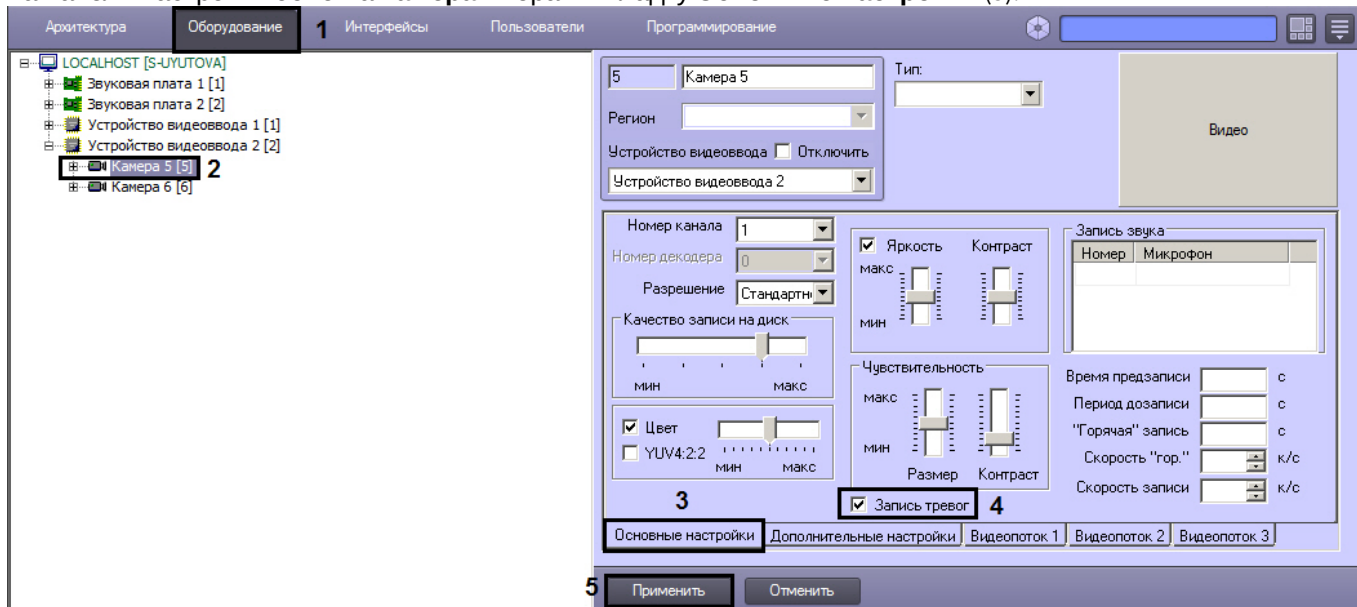 Архитектура Оборудование 1 Интерфейсы Пользователи Программирование
LOCALHOST [S-UYUTOVA]
Звуковая плата 1 [1]
Звуковая плата 2 [2]
Устройство видеоввода 1 [1]
Устройство видеоввода 2 [2]
Камера 5 [5] 2
Камера 6 [6]
5 Камера 5
Тип:
Регион
Устройство видеоввода Отключить
Устройство видеоввода 2
Видео
Номер канала 1
Номер декодера 0
Разрешение Стандартн
Качество записи на диск
мин макс
Цвет
YUV4:2:2
мин макс
3
Яркость Контраст
макс
мин
Чувствительность
макс
мин
Размер Контраст
Запись тревог 4
Запись звука
Номер Микрофон
Время предзаписи с
Период дозаписи с
"Горячая" запись с
Скорость "гор." к/с
Скорость записи к/с
Основные настройки Дополнительные настройки Видеопоток 1 Видеопоток 2 Видеопоток 3
5 Применить Отменить